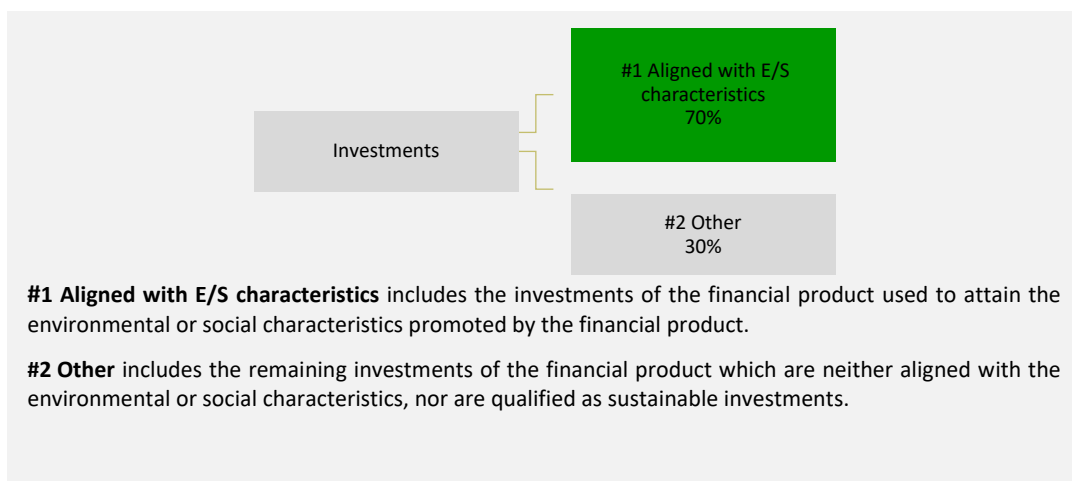 #1 Aligned with E/S
characteristics
70%
Investments
#2 Other
30%
#1 Aligned with E/S characteristics includes the investments of the financial product used to attain the
environmental or social characteristics promoted by the financial product.
#2 Other includes the remaining investments of the financial product which are neither aligned with the
environmental or social characteristics, nor are qualified as sustainable investments.